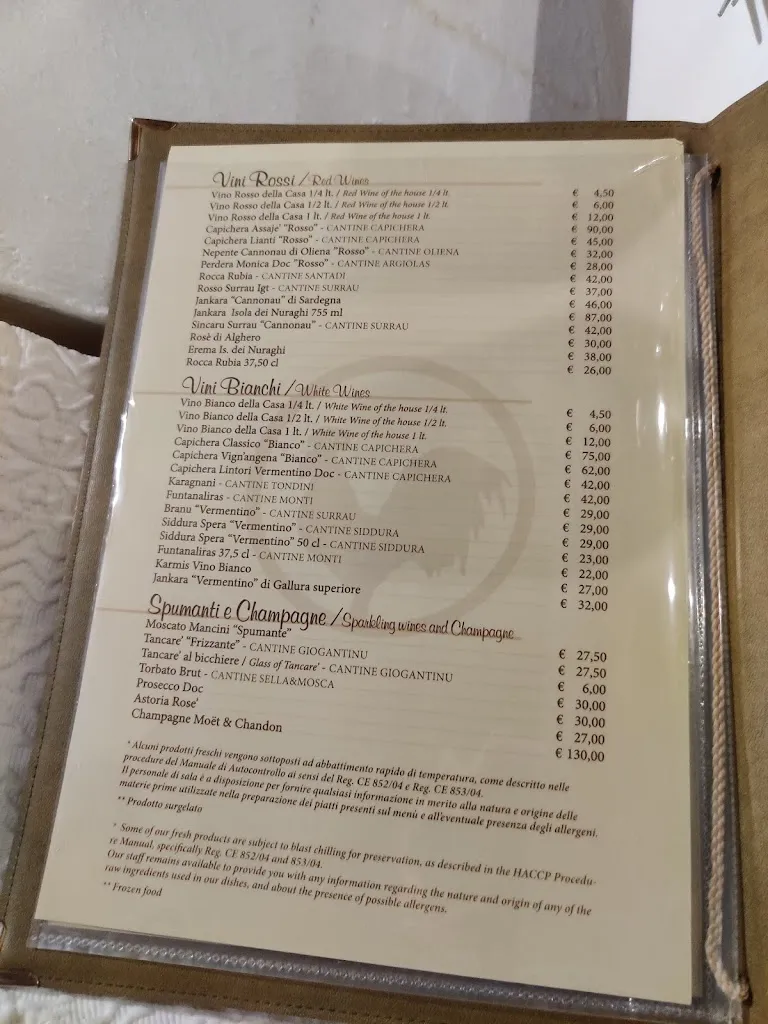 Vini Rossi / Red Wines
Vino Rosso della Casa 1/4 lt. / Red Wine of the house 1/4 lt. € 4,50
Vino Rosso della Casa 1/2 lt. / Red Wine of the house 1/2 lt. € 6,00
Vino Rosso della Casa 1 lt. / Red Wine of the house 1 lt. € 12,00
Capichera Assaje' "Rosso" - CANTINE CAPICHERA € 90,00
Capichera Lianti "Rosso" - CANTINE CAPICHERA € 45,00
Nepente Cannonau di Oliena "Rosso" - CANTINE OLIENA € 32,00
Perdera Monica Doc "Rosso" - CANTINE ARGIOLAS € 28,00
Rocca Rubia - CANTINE SANTADI € 42,00
Rosso Surrau Igt - CANTINE SURRAU € 37,00
Jankara "Cannonau" di Sardegna € 46,00
Jankara Isola dei Nuraghi 755 ml € 87,00
Sincaru Surrau "Cannonau" - CANTINE SURRAU € 42,00
Rosè di Alghero € 30,00
Erema Is. dei Nuraghi € 38,00
Rocca Rubia 37,50 cl € 26,00
Vini Bianchi / White Wines
Vino Bianco della Casa 1/4 lt. / White Wine of the house 1/4 lt. € 4,50
Vino Bianco della Casa 1/2 lt. / White Wine of the house 1/2 lt. € 6,00
Vino Bianco della Casa 1 lt. / White Wine of the house 1 lt. € 12,00
Capichera Classico "Bianco" - CANTINE CAPICHERA € 75,00
Capichera Vign'angena "Bianco" - CANTINE CAPICHERA € 62,00
Capichera Lintori Vermentino Doc - CANTINE CAPICHERA € 42,00
Karagnani - CANTINE TONDINI € 42,00
Funtanaliras - CANTINE MONTI € 29,00
Branu "Vermentino" - CANTINE SURRAU € 29,00
Siddura Spera "Vermentino" - CANTINE SIDDURA € 29,00
Siddura Spera "Vermentino" 50 cl - CANTINE SIDDURA € 23,00
Funtanaliras 37,5 cl - CANTINE MONTI € 22,00
Karmis Vino Bianco € 27,00
Jankara "Vermentino" di Gallura superiore € 32,00
Spumanti e Champagne / Sparkling wines and Champagne
Moscato Mancini "Spumante" € 27,50
Tancare' "Frizzante" - CANTINE GIOGANTINU € 27,50
Tancare' al bicchiere / Glass of Tancare' - CANTINE GIOGANTINU € 6,00
Torbato Brut - CANTINE SELLA&MOSCA € 30,00
Prosecco Doc € 30,00
Astoria Rose' € 27,00
Champagne Moët & Chandon € 130,00
* Alcuni prodotti freschi vengono sottoposti ad abbattimento rapido di temperatura, come descritto nelle
procedure del Manuale di Autocontrollo ai sensi del Reg. CE 852/04 e Reg. CE 853/04.
Il personale di sala è a disposizione per fornire qualsiasi informazione in merito alla natura e origine delle
materie prime utilizzate nella preparazione dei piatti presenti sul menù e all'eventuale presenza degli allergeni.
** Prodotto surgelato
* Some of our fresh products are subject to blast chilling for preservation, as described in the HACCP Procedu-
re Manual, specifically Reg. CE 852/04 and 853/04.
Our staff remains available to provide you with any information regarding the nature and origin of any of the
raw ingredients used in our dishes, and about the presence of possible allergens.
** Frozen food